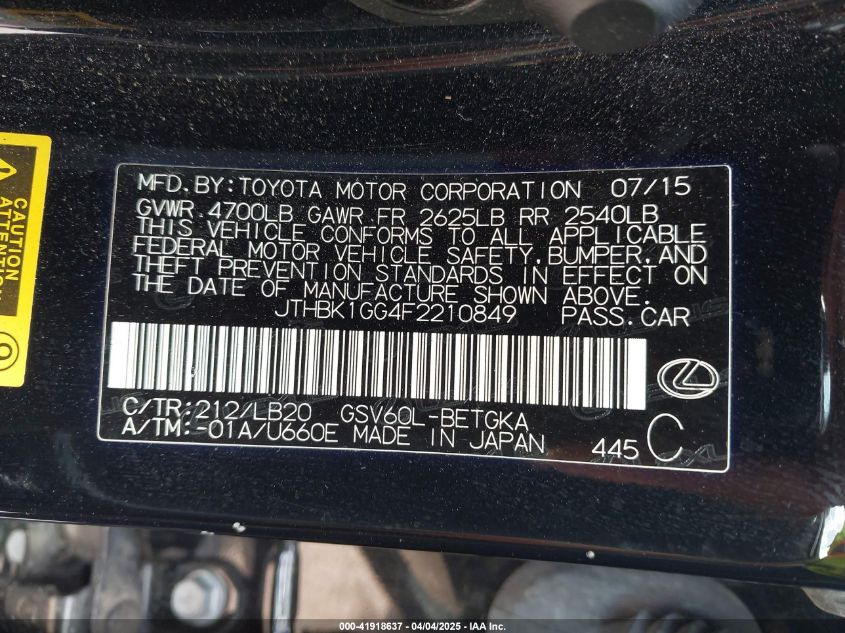 CAUTION
ATTENTION
MFD.BY:TOYOTA MOTOR CORPORATION 07/15
GVWR 4700LB GAWR FR 2625LB RR 2540LB
THIS VEHICLE CONFORMS TO ALL APPLICABLE
FEDERAL MOTOR VEHICLE SAFETY,BUMPER,AND
THEFT PREVENTION STANDARDS IN EFFECT ON
THE DATE OF MANUFACTURE SHOWN ABOVE.
JTHBK1GG4F2210849 PASS.CAR
C/TR:212/LB20 GSV60L-BETGKA
A/TM:-01A/U660E MADE IN JAPAN
445 C
000-41918637 - 04/04/2025 - IAA Inc.